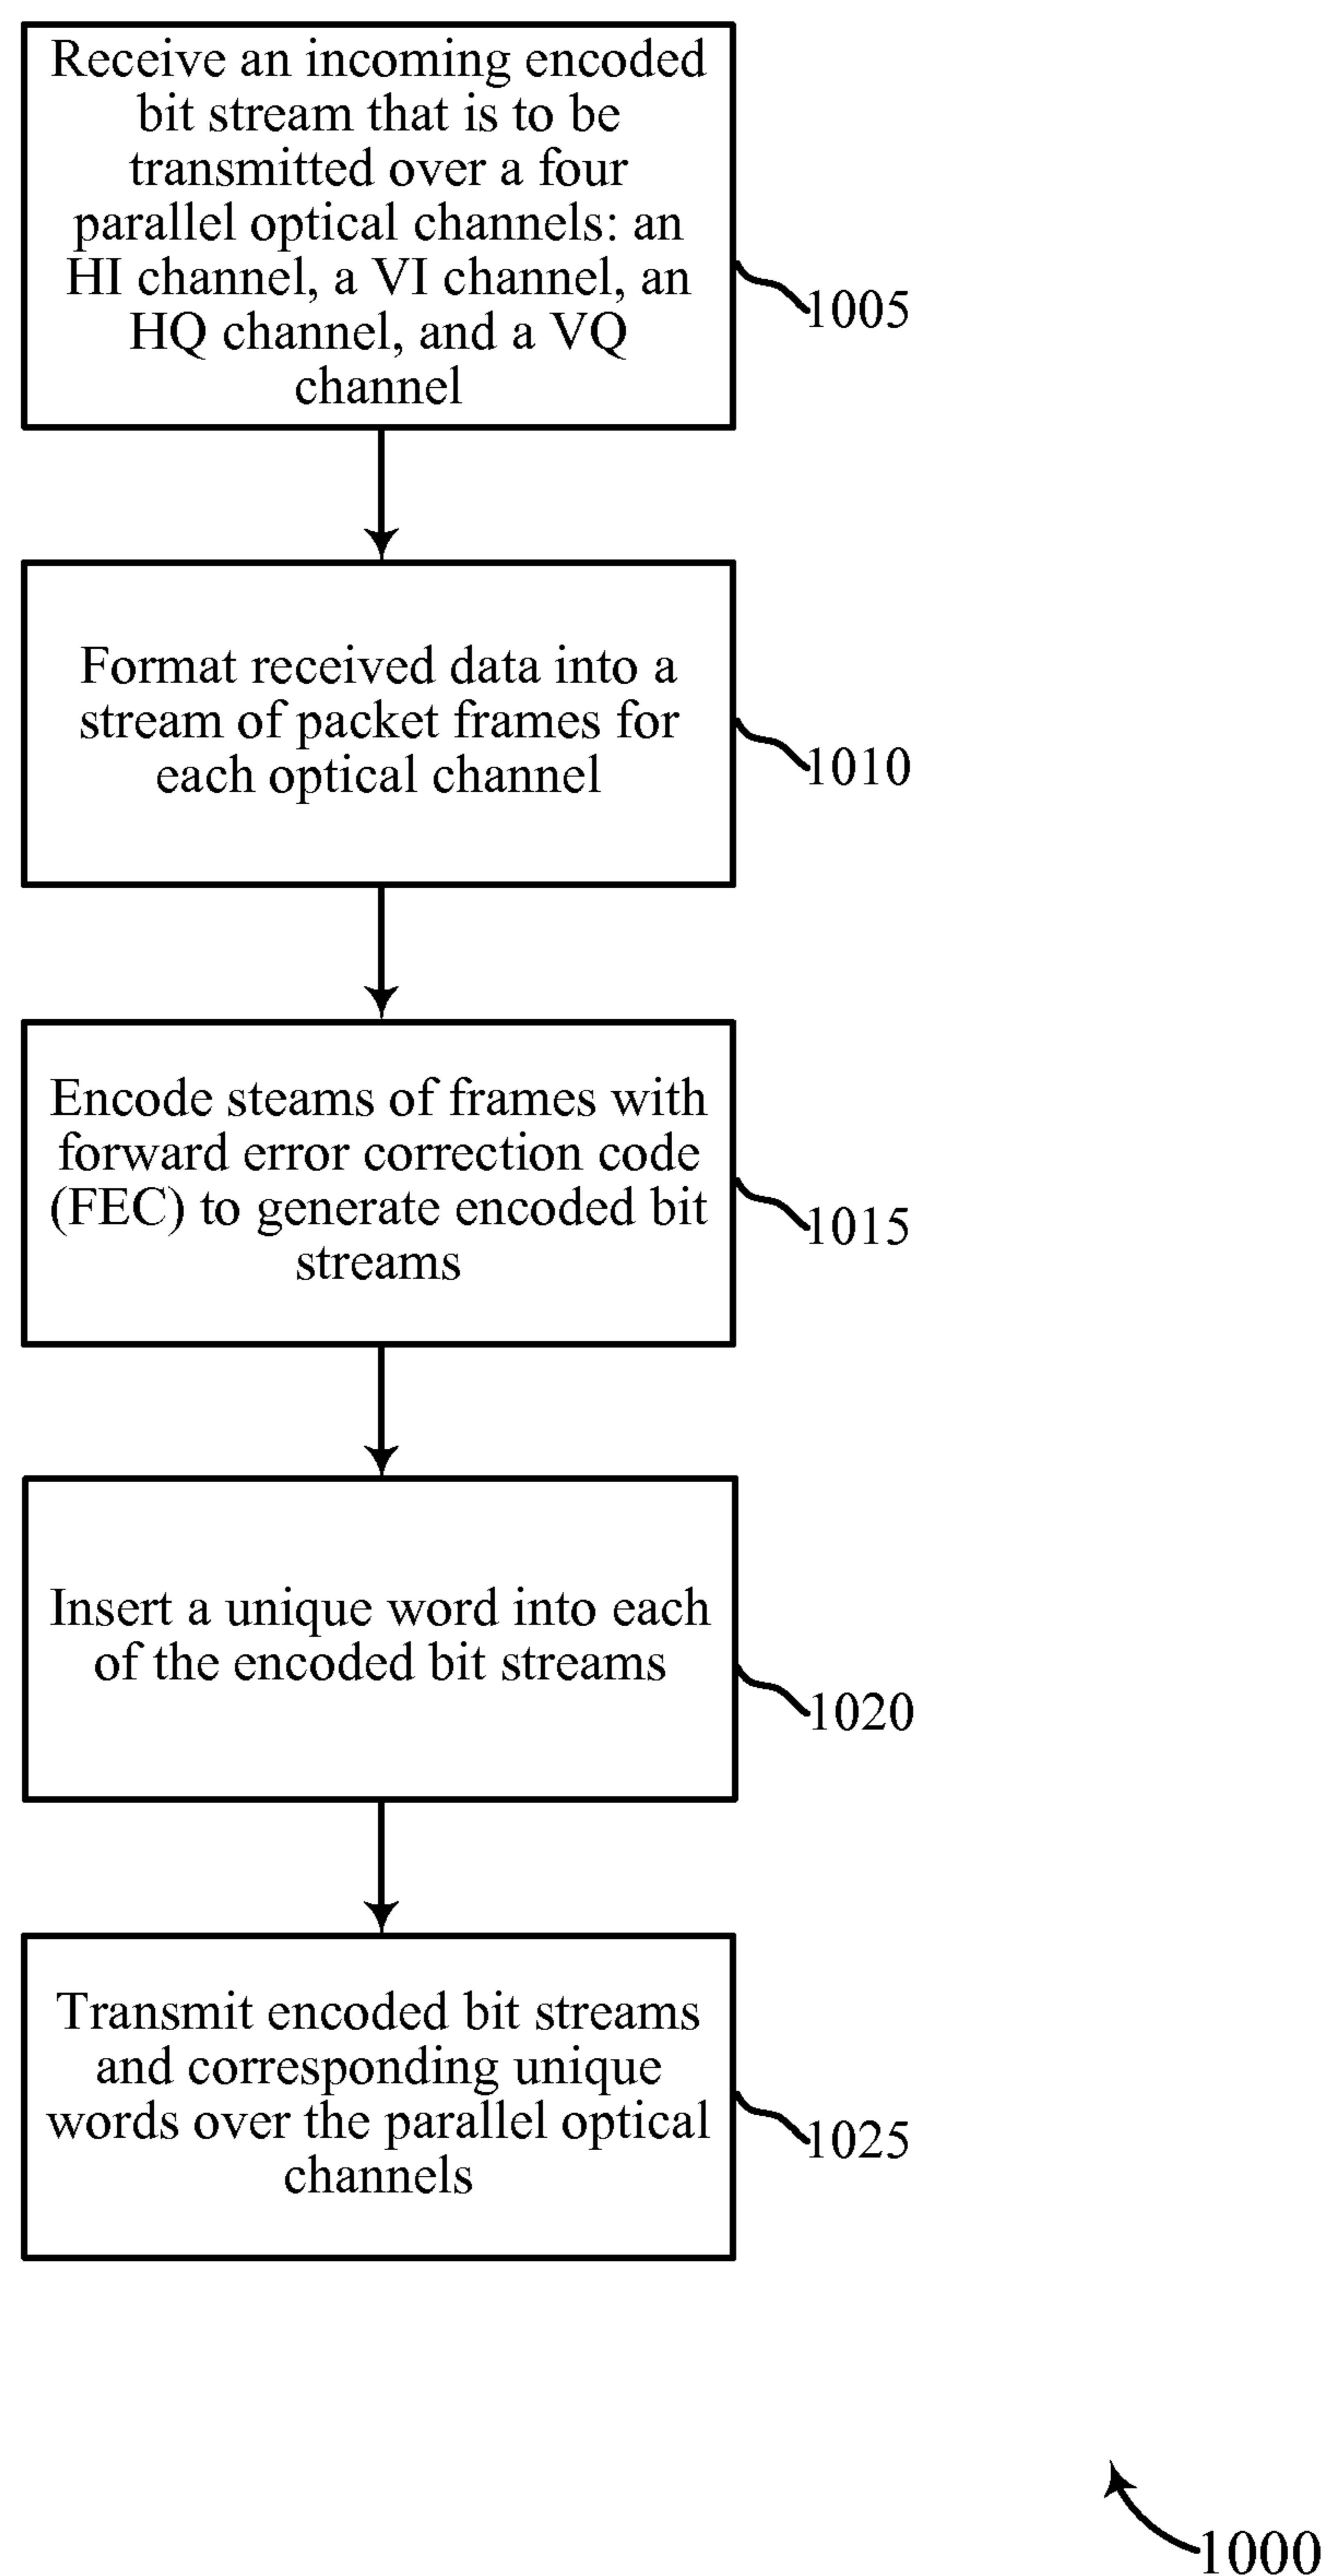 Receive an incoming encoded
bit stream that is to be
transmitted over a four
parallel optical channels: an
HI channel, a VI channel, an
HQ channel, and a VQ
channel
1005
Format received data into a
stream of packet frames for
each optical channel
1010
Encode steams of frames with
forward error correction code
(FEC) to generate encoded bit
streams
1015
Insert a unique word into each
of the encoded bit streams
1020
Transmit encoded bit streams
and corresponding unique
words over the parallel optical
channels
1025
1000